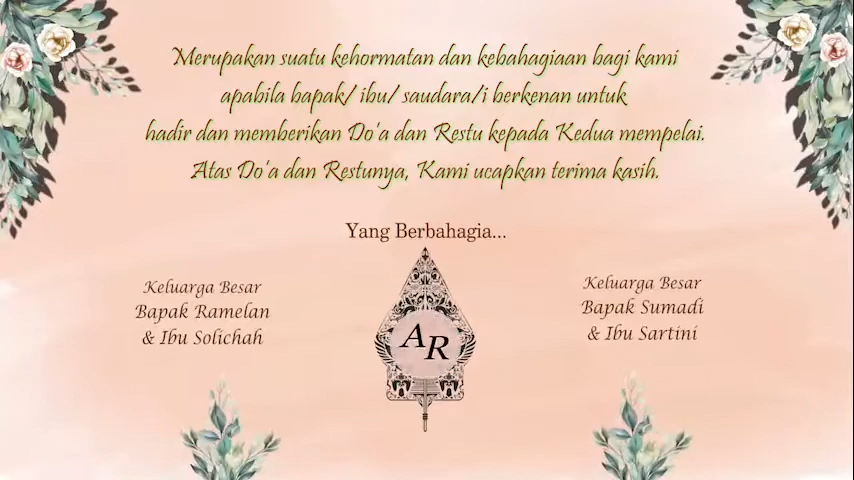 Merupakan suatu kehormatan dan kebahagiaan bagi kami
apabila bapak/ ibu/ saudara/i berkenan untuk
hadir dan memberikan Do'a dan Restu kepada Kedua mempelai.
Atas Do'a dan Restunya, Kami ucapkan terima kasih.
Yang Berbahagia...
Keluarga Besar
Bapak Ramelan
& Ibu Solichah
AR
Keluarga Besar
Bapak Sumadi
& Ibu Sartini